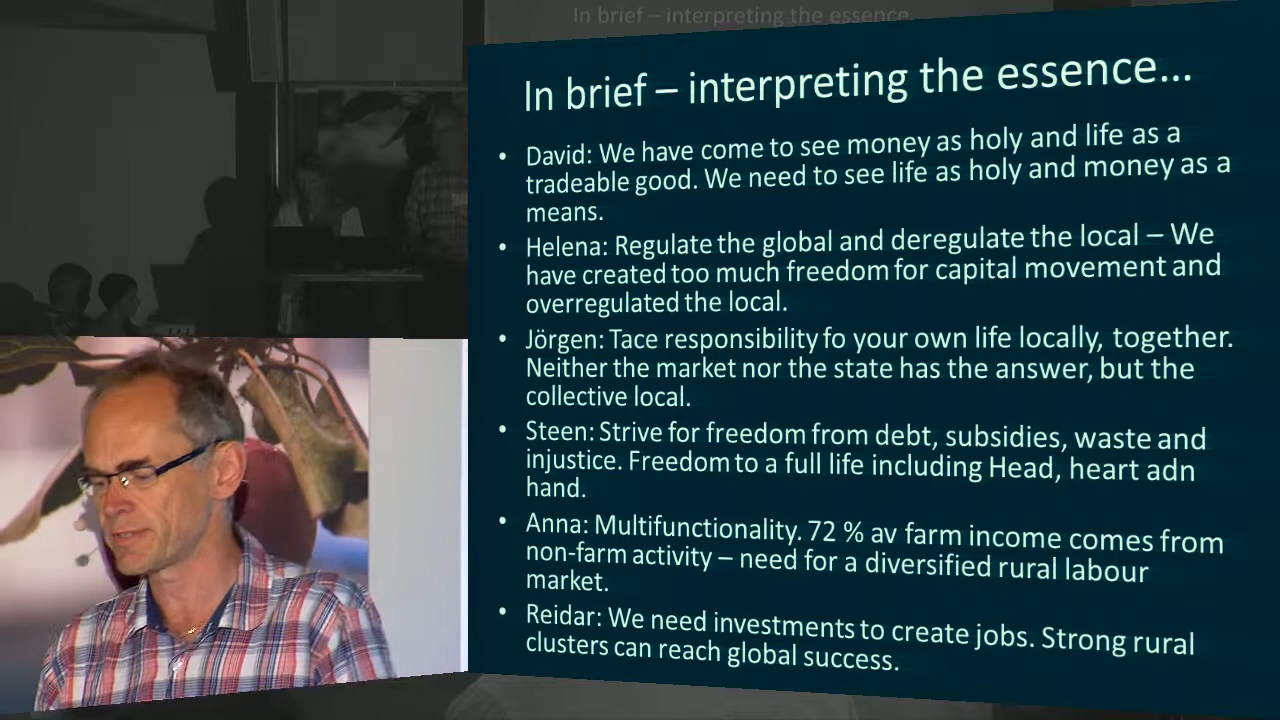 In brief – interpreting the essence.
In brief – interpreting the essence...
• David: We have come to see money as holy and life as a
tradeable good. We need to see life as holy and money as a
means.
• Helena: Regulate the global and deregulate the local – We
have created too much freedom for capital movement and
overregulated the local.
• Jörgen: Tace responsibility fo your own life locally, together.
Neither the market nor the state has the answer, but the
collective local.
• Steen: Strive for freedom from debt, subsidies, waste and
injustice. Freedom to a full life including Head, heart adn
hand.
• Anna: Multifunctionality. 72 % av farm income comes from
non-farm activity – need for a diversified rural labour
market.
• Reidar: We need investments to create jobs. Strong rural
clusters can reach global success.